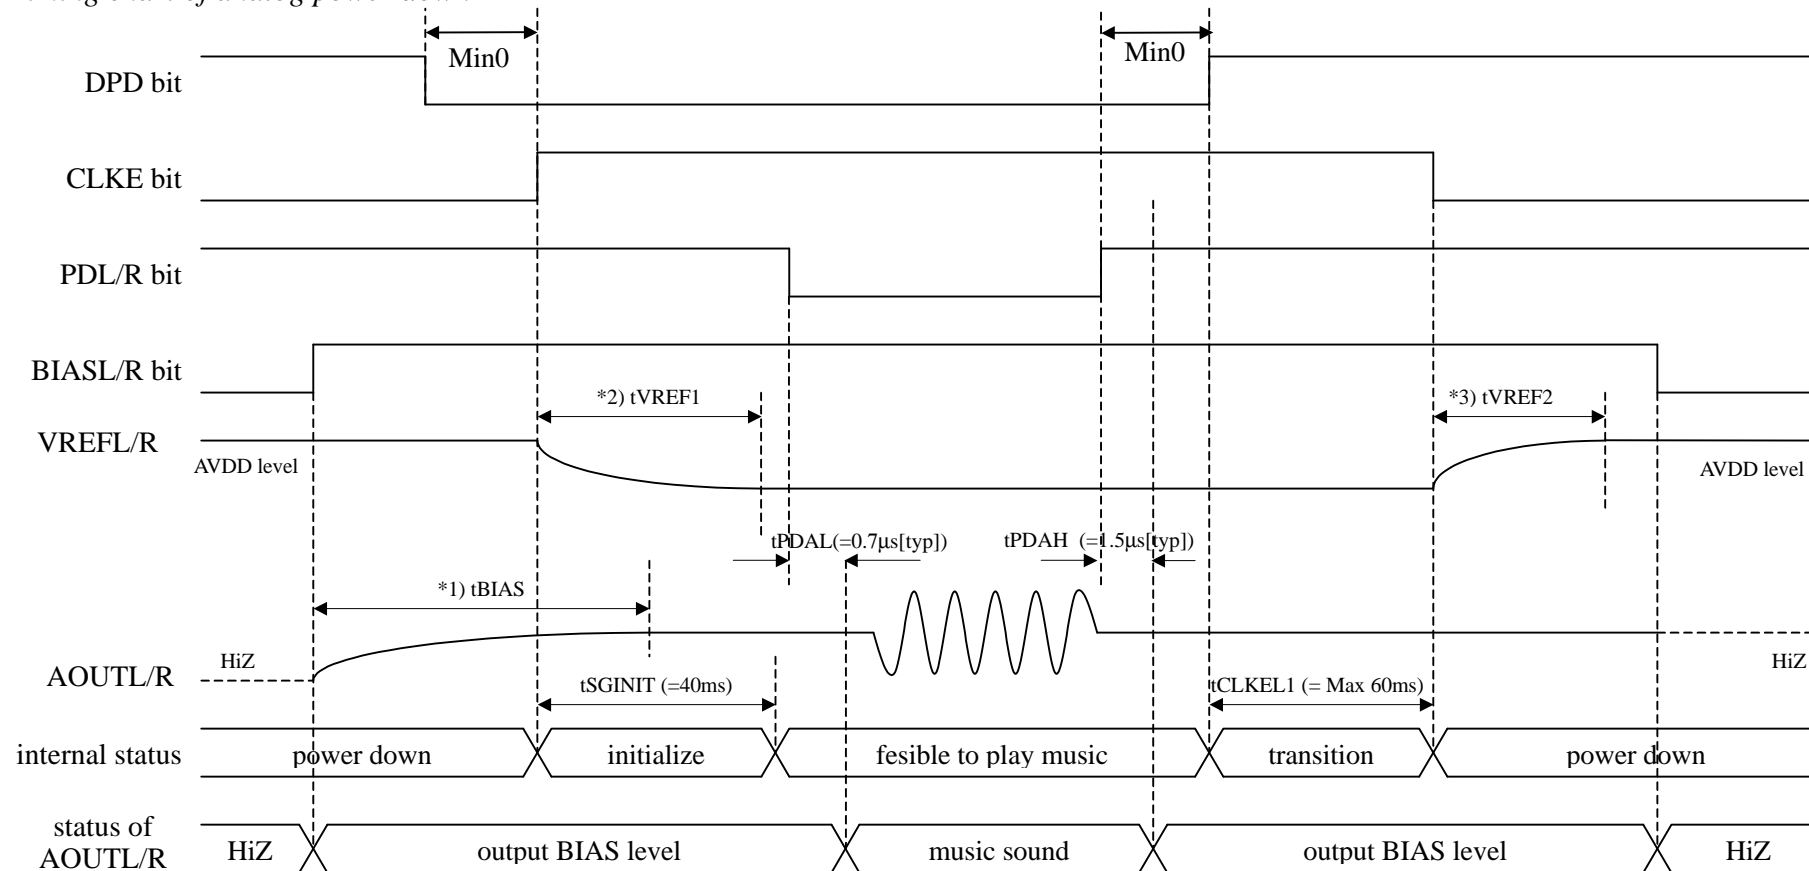 Min0
Min0
DPD bit
CLKE bit
PDL/R bit
BIASL/R bit
*2) tVREF1
*3) tVREF2
VREFL/R
AVDD level
AVDD level
tPDAL(=0.7μs[typ])
tPDAH (=1.5μs[typ])
*1) tBIAS
HiZ
HiZ
AOUTL/R
tSGINIT (=40ms)
tCLKEL1 (= Max 60ms)
internal status
power down
initialize
fesible to play music
transition
power down
status of
AOUTL/R
HiZ
output BIAS level
music sound
output BIAS level
HiZ